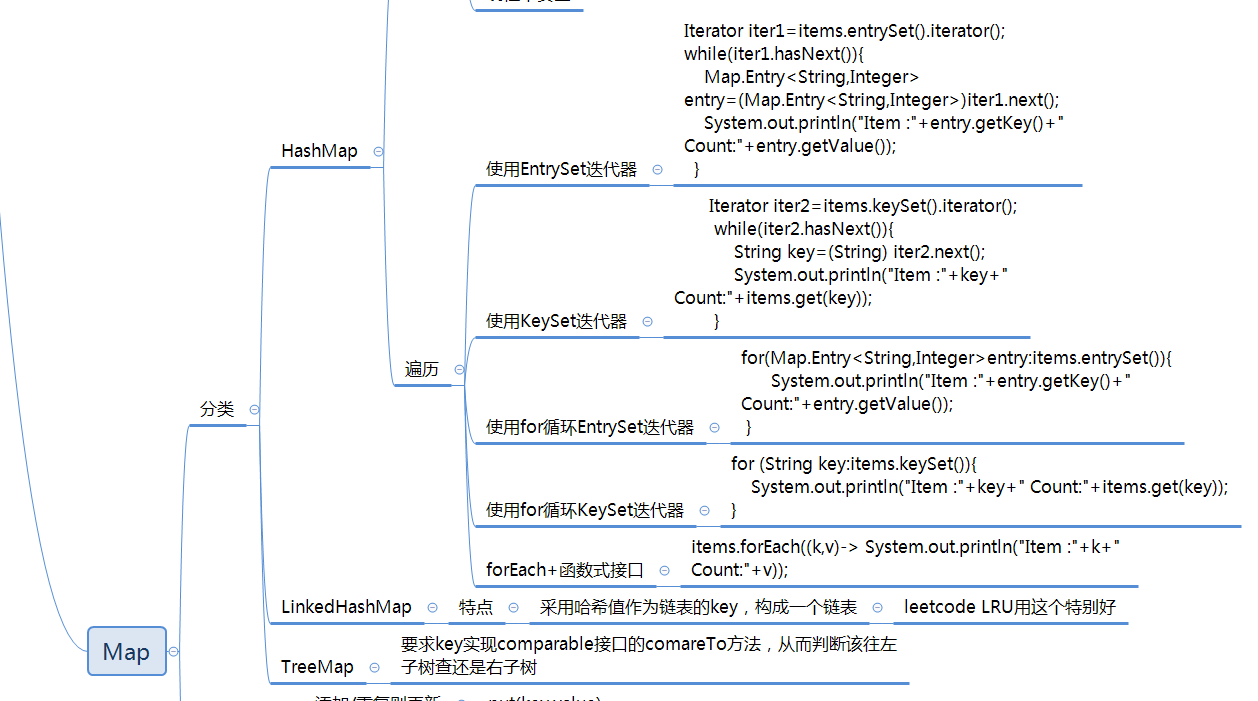 Iterator iter1=items.entrySet().iterator();
while(iter1.hasNext()){
Map.Entry<String,Integer>
entry=(Map.Entry<String,Integer>)iter1.next();
System.out.println("Item :"+entry.getKey()+"
Count:"+entry.getValue());
}
HashMap
使用EntrySet迭代器
Iterator iter2=items.keySet().iterator();
while(iter2.hasNext()){
String key=(String) iter2.next();
System.out.println("Item :"+key+"
Count:"+items.get(key));
}
使用KeySet迭代器
遍历
for(Map.Entry<String,Integer>entry:items.entrySet()){
System.out.println("Item :"+entry.getKey()+"
Count:"+entry.getValue());
}
使用for循环EntrySet迭代器
分类
for (String key:items.keySet()){
System.out.println("Item :"+key+" Count:"+items.get(key));
}
使用for循环KeySet迭代器
items.forEach((k,v)-> System.out.println("Item :"+k+"
Count:"+v));
forEach+函数式接口
LinkedHashMap
特点
采用哈希值作为链表的key，构成一个链表
leetcode LRU用这个特别好
Map
TreeMap
要求key实现comparable接口的comareTo方法，从而判断该往左
子树查还是右子树